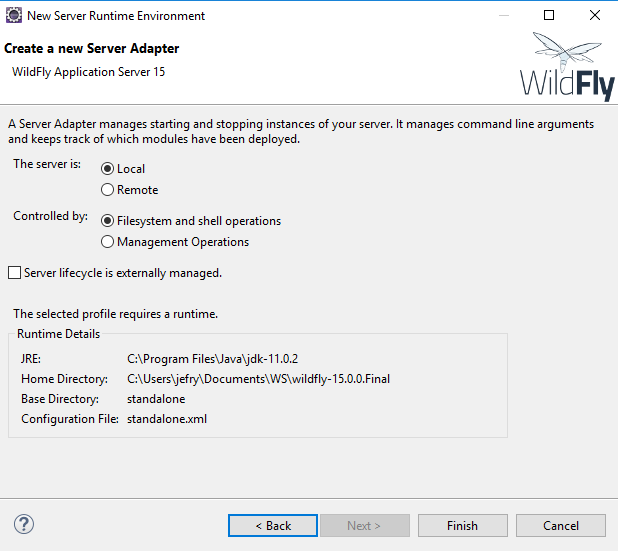 New Server Runtime Environment
Create a new Server Adapter
WildFly Application Server 15
WildFly
A Server Adapter manages starting and stopping instances of your server. It manages command line arguments
and keeps track of which modules have been deployed.
The server is:
Local
Remote
Controlled by:
Filesystem and shell operations
Management Operations
Server lifecycle is externally managed.
The selected profile requires a runtime.
Runtime Details
JRE: C:\Program Files\Java\jdk-11.0.2
Home Directory: C:\Users\jefry\Documents\WS\wildfly-15.0.0.Final
Base Directory: standalone
Configuration File: standalone.xml
?
< Back
Next >
Finish
Cancel